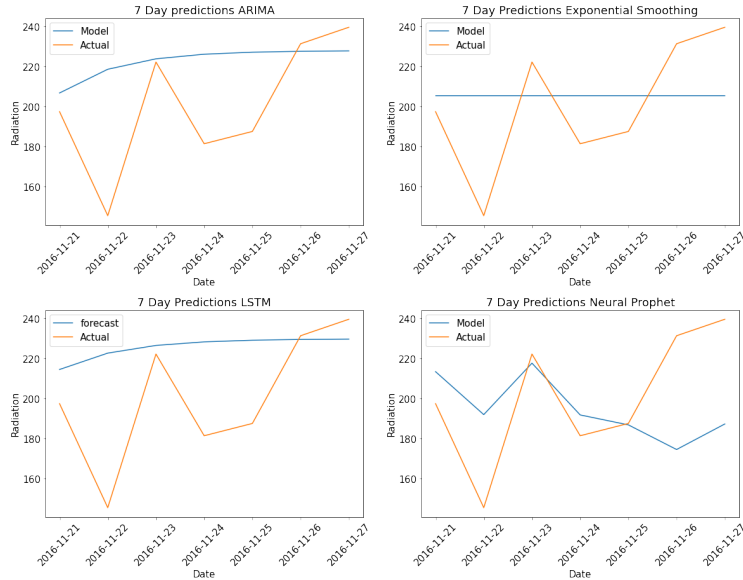 7 Day predictions ARIMA
Model
Actual
240
220
200
180
160
Radiation
2016-11-21
2016-11-22
2016-11-23
2016-11-24
2016-11-25
2016-11-26
2016-11-27
Date
7 Day Predictions Exponential Smoothing
Model
Actual
240
220
200
180
160
Radiation
2016-11-21
2016-11-22
2016-11-23
2016-11-24
2016-11-25
2016-11-26
2016-11-27
Date
7 Day Predictions LSTM
forecast
Actual
240
220
200
180
160
Radiation
2016-11-21
2016-11-22
2016-11-23
2016-11-24
2016-11-25
2016-11-26
2016-11-27
Date
7 Day Predictions Neural Prophet
Model
Actual
240
220
200
180
160
Radiation
2016-11-21
2016-11-22
2016-11-23
2016-11-24
2016-11-25
2016-11-26
2016-11-27
Date